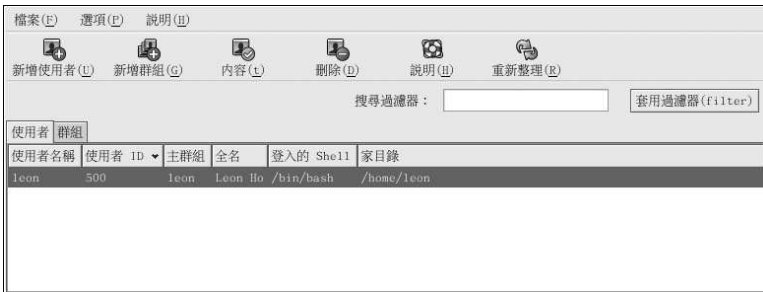 檔案(F) 選項(P) 説明(H)
新增使用者(U) 新增群組(G) 內容(t) 刪除(D) 説明(H) 重新整理(R)
搜尋過濾器： 套用過濾器(filter)
使用者 群組
使用者名稱 使用者 ID 主群組 全名 登入的 Shell 家目錄
leon 500 leon Leon Ho /bin/bash /home/leon